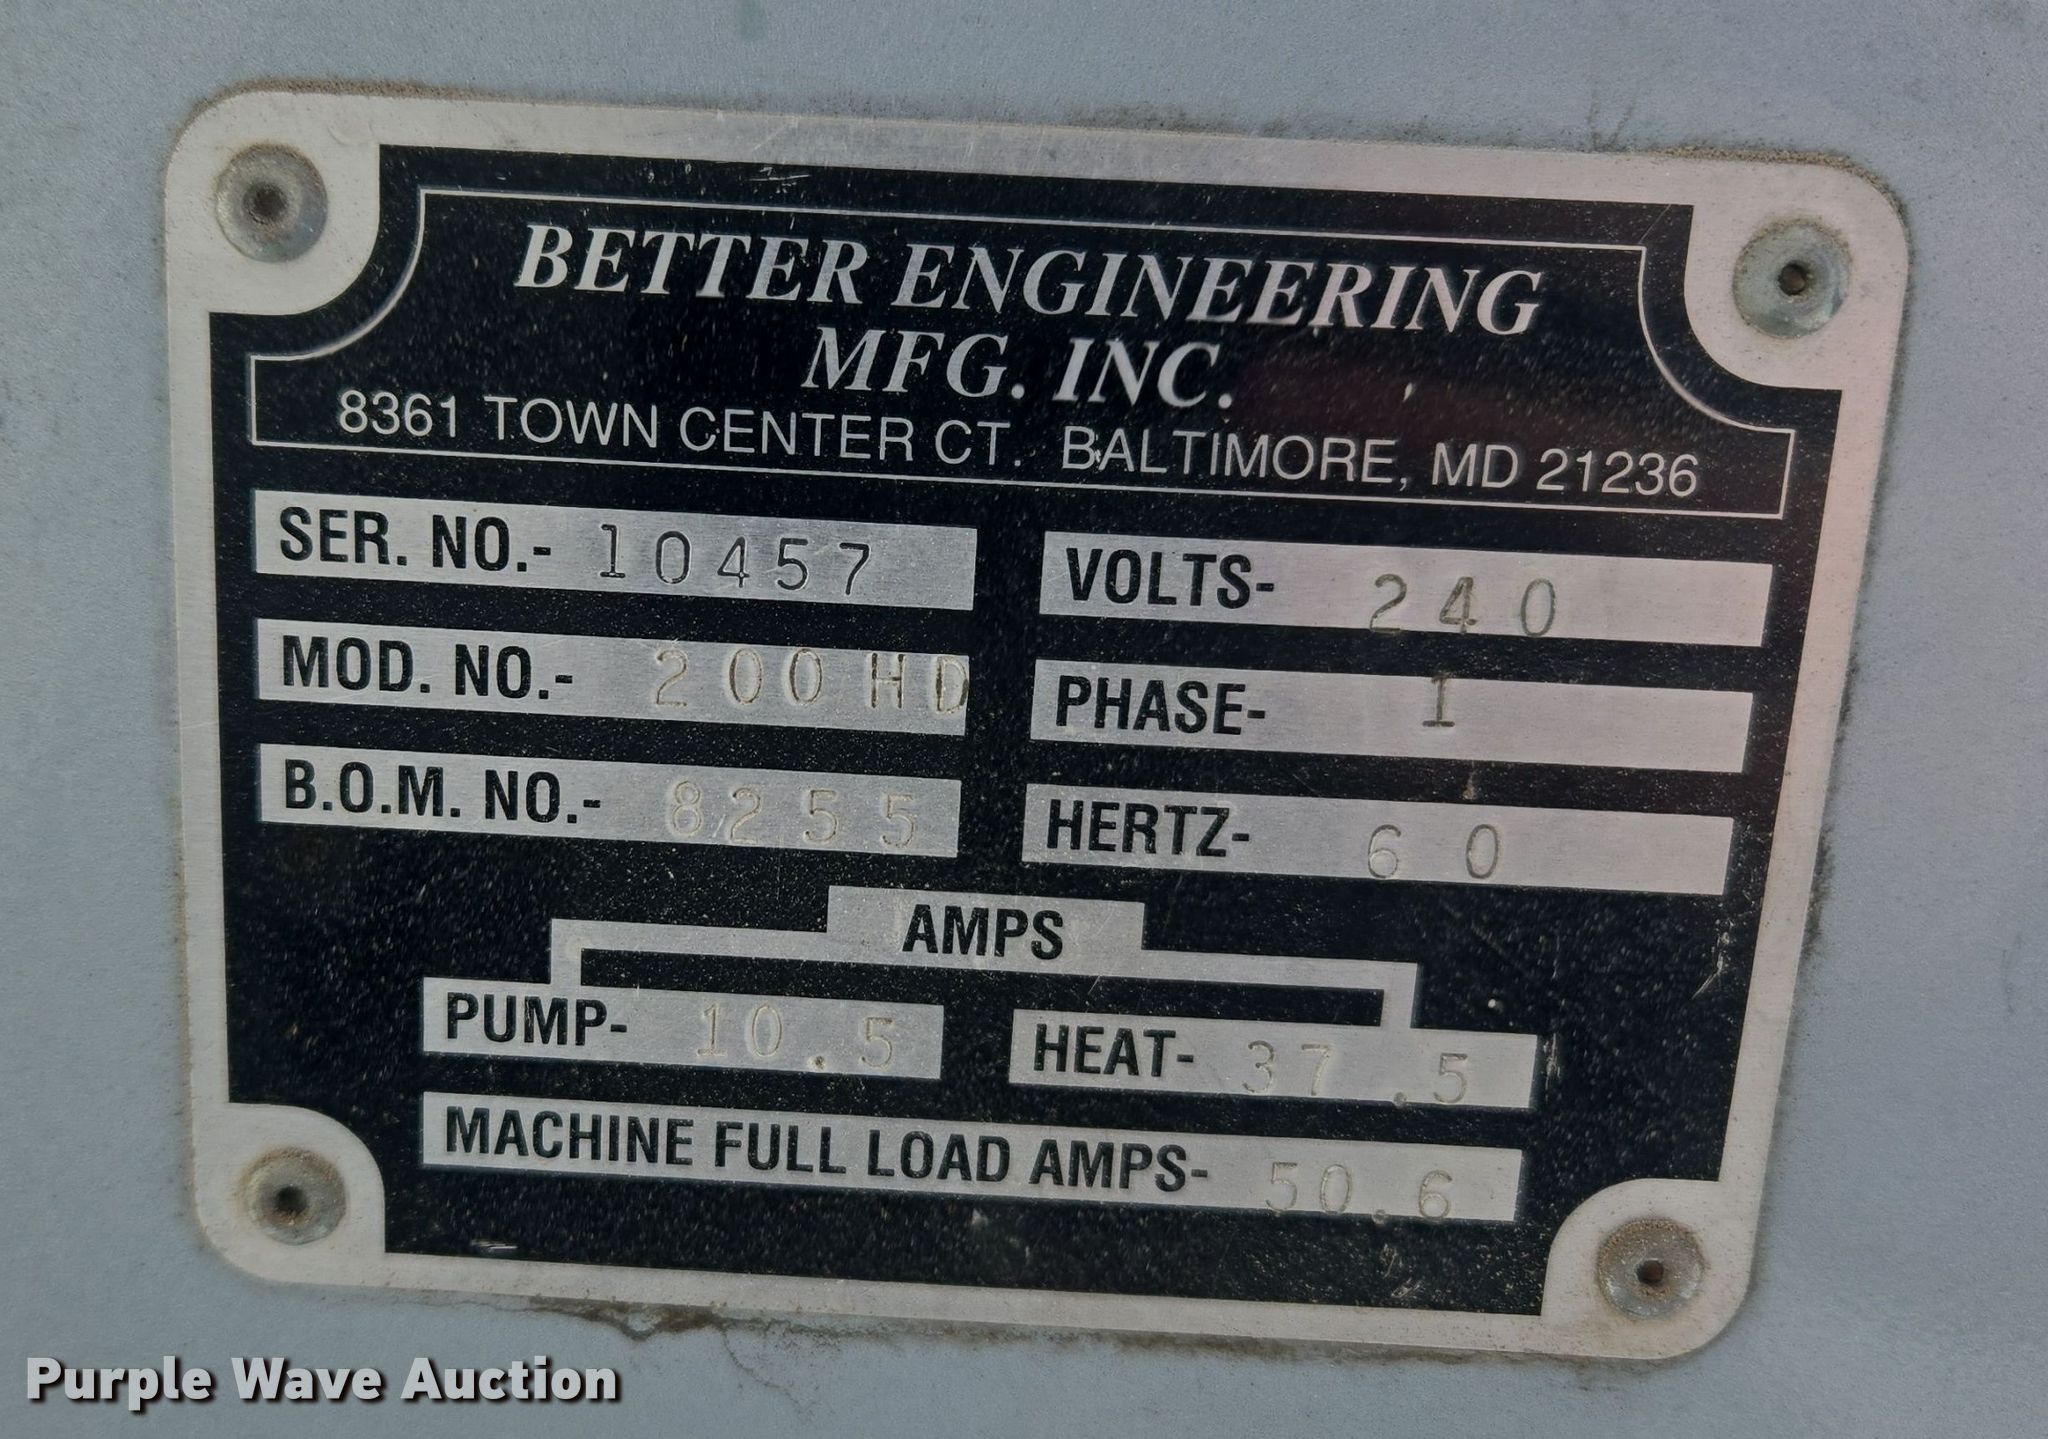 BETTER ENGINEERING
MFG. INC.
8361 TOWN CENTER CT. BALTIMORE, MD 21236
SER. NO.- 10457
VOLTS- 240
MOD. NO.- 200HD
PHASE- 1
B.O.M. NO.- 8255
HERTZ- 60
AMPS
PUMP- 10.5
HEAT- 37.5
MACHINE FULL LOAD AMPS- 50.6
Purple Wave Auction